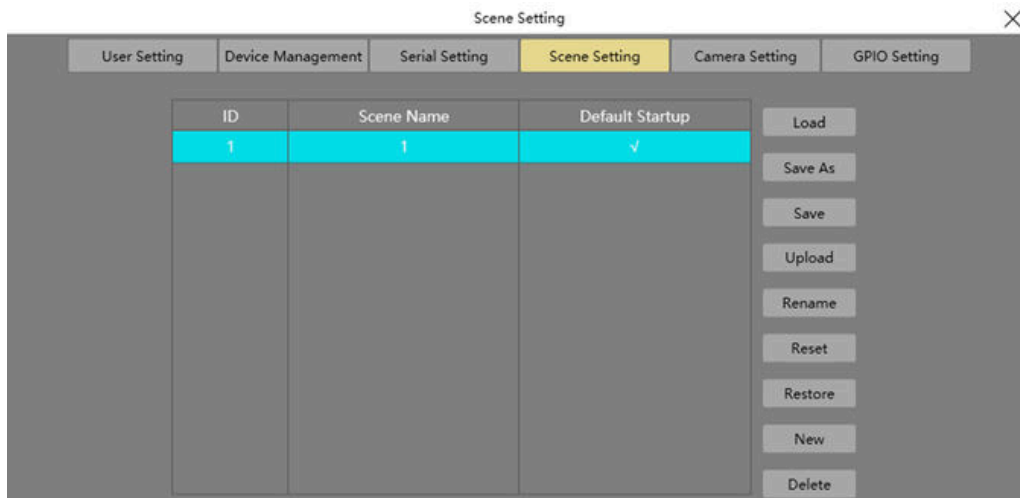 Scene Setting
User Setting Device Management Serial Setting Scene Setting Camera Setting GPIO Setting
ID Scene Name Default Startup
1 1 √
Load
Save As
Save
Upload
Rename
Reset
Restore
New
Delete